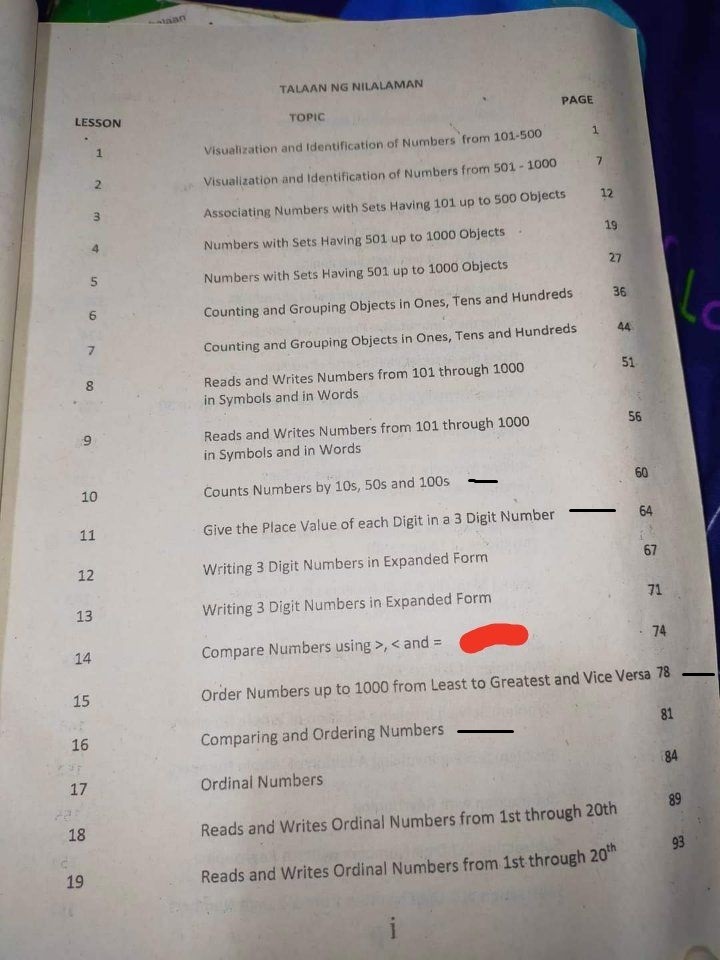 TALAAN NG NILALAMAN
LESSON TOPIC PAGE
1 Visualization and Identification of Numbers from 101-500 1
2 Visualization and Identification of Numbers from 501 - 1000 7
3 Associating Numbers with Sets Having 101 up to 500 Objects 12
4 Numbers with Sets Having 501 up to 1000 Objects 19
5 Numbers with Sets Having 501 up to 1000 Objects 27
6 Counting and Grouping Objects in Ones, Tens and Hundreds 36
7 Counting and Grouping Objects in Ones, Tens and Hundreds 44
8 Reads and Writes Numbers from 101 through 1000 51
in Symbols and in Words
9 Reads and Writes Numbers from 101 through 1000 56
in Symbols and in Words
10 Counts Numbers by 10s, 50s and 100s 60
11 Give the Place Value of each Digit in a 3 Digit Number 64
12 Writing 3 Digit Numbers in Expanded Form 67
13 Writing 3 Digit Numbers in Expanded Form 71
14 Compare Numbers using >, < and = 74
15 Order Numbers up to 1000 from Least to Greatest and Vice Versa 78
16 Comparing and Ordering Numbers 81
17 Ordinal Numbers 84
18 Reads and Writes Ordinal Numbers from 1st through 20th 89
19 Reads and Writes Ordinal Numbers from 1st through 20th 93
i